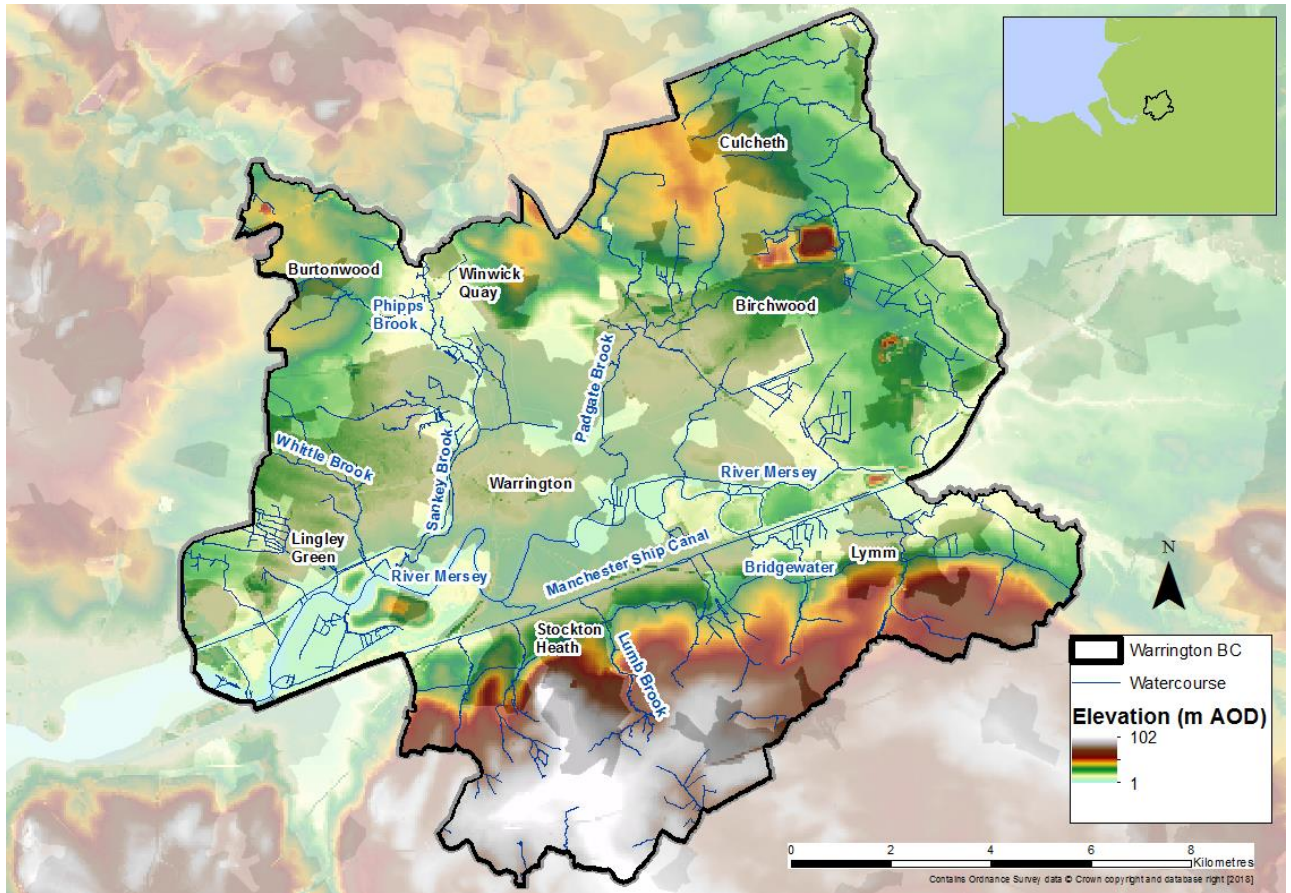 Culcheth
Burtonwood
Winwick
Quay
Phipps
Brook
Birchwood
Padgate Brook
Whittle Brook
Sankey Brook
Warrington
River Mersey
Lingley
Green
River Mersey
Manchester Ship Canal
Bridgewater
Lymm
Stockton
Heath
Lumb Brook
N
Warrington BC
Watercourse
Elevation (m AOD)
102
1
0 2 4 6 8
Kilometres
Contains Ordnance Survey data © Crown copyright and database right [2018]